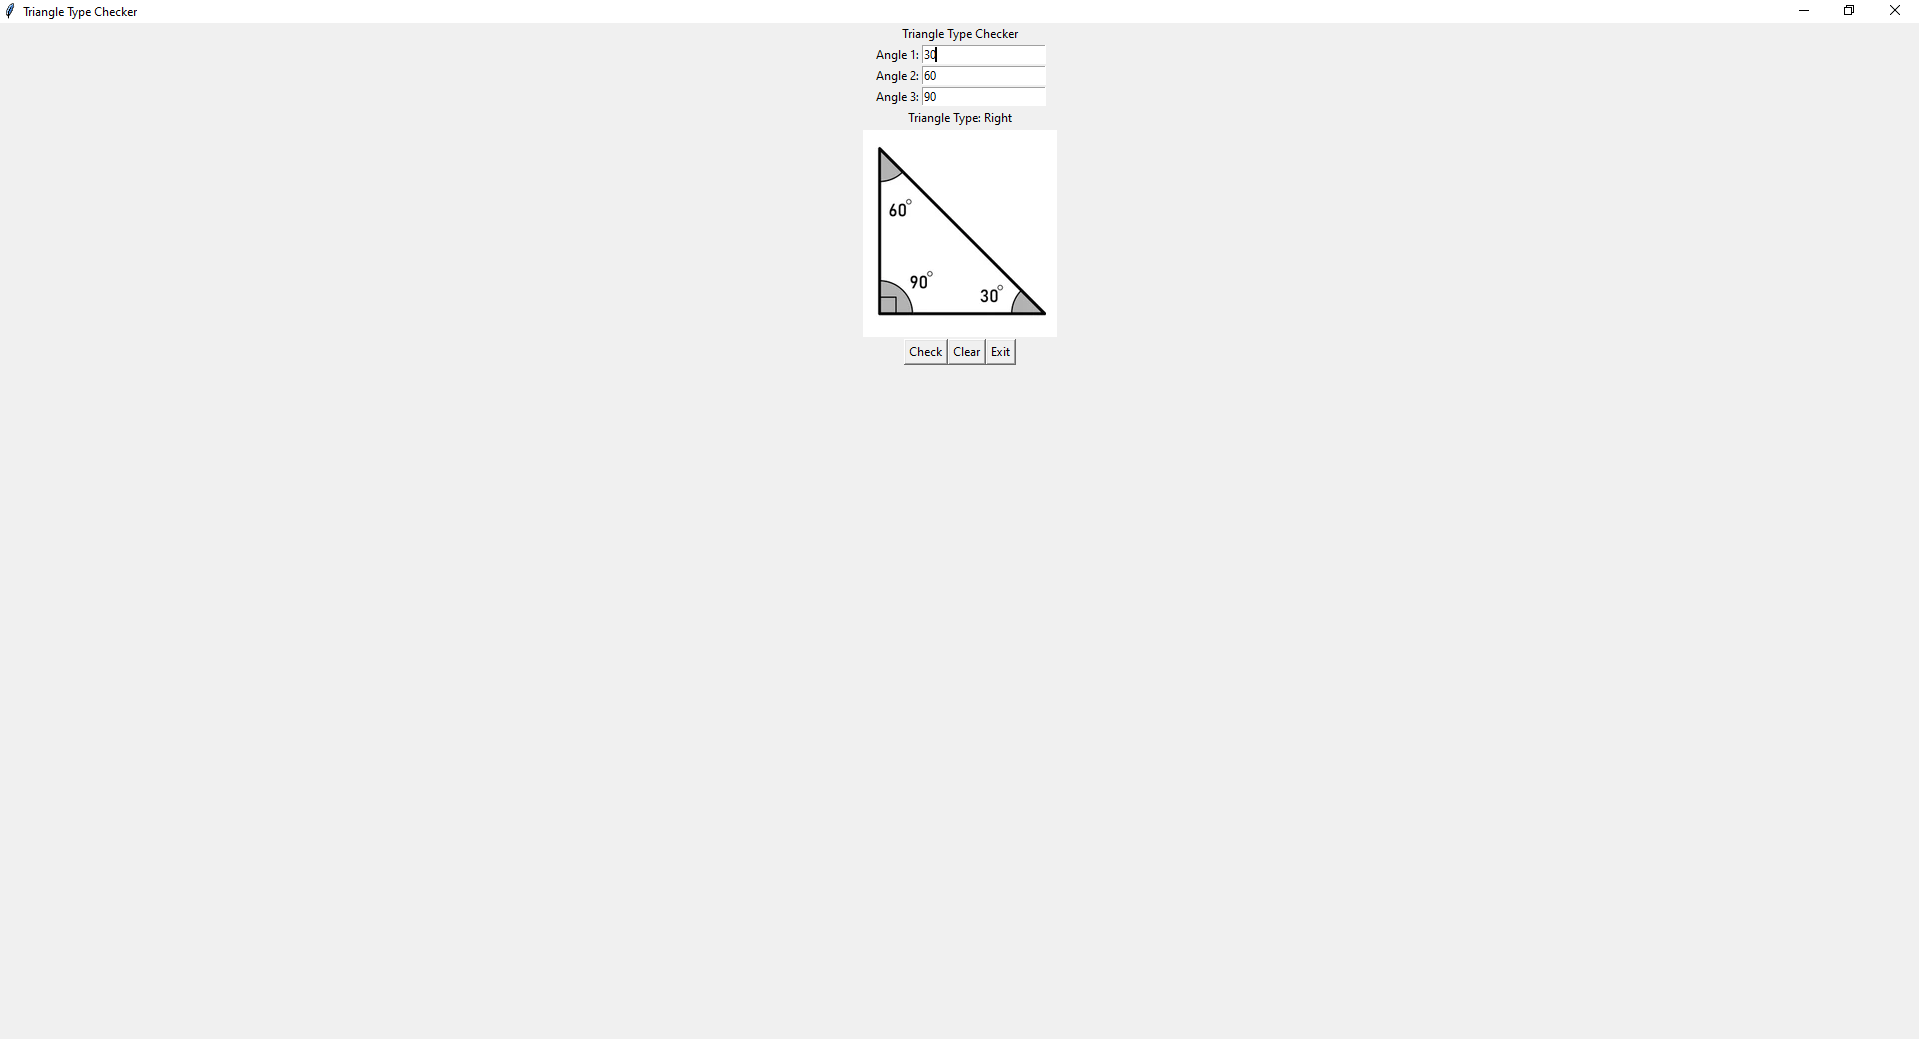 Triangle Type Checker
Triangle Type Checker
Angle 1: 30
Angle 2: 60
Angle 3: 90
Triangle Type: Right
60°
90°
30°
Check Clear Exit